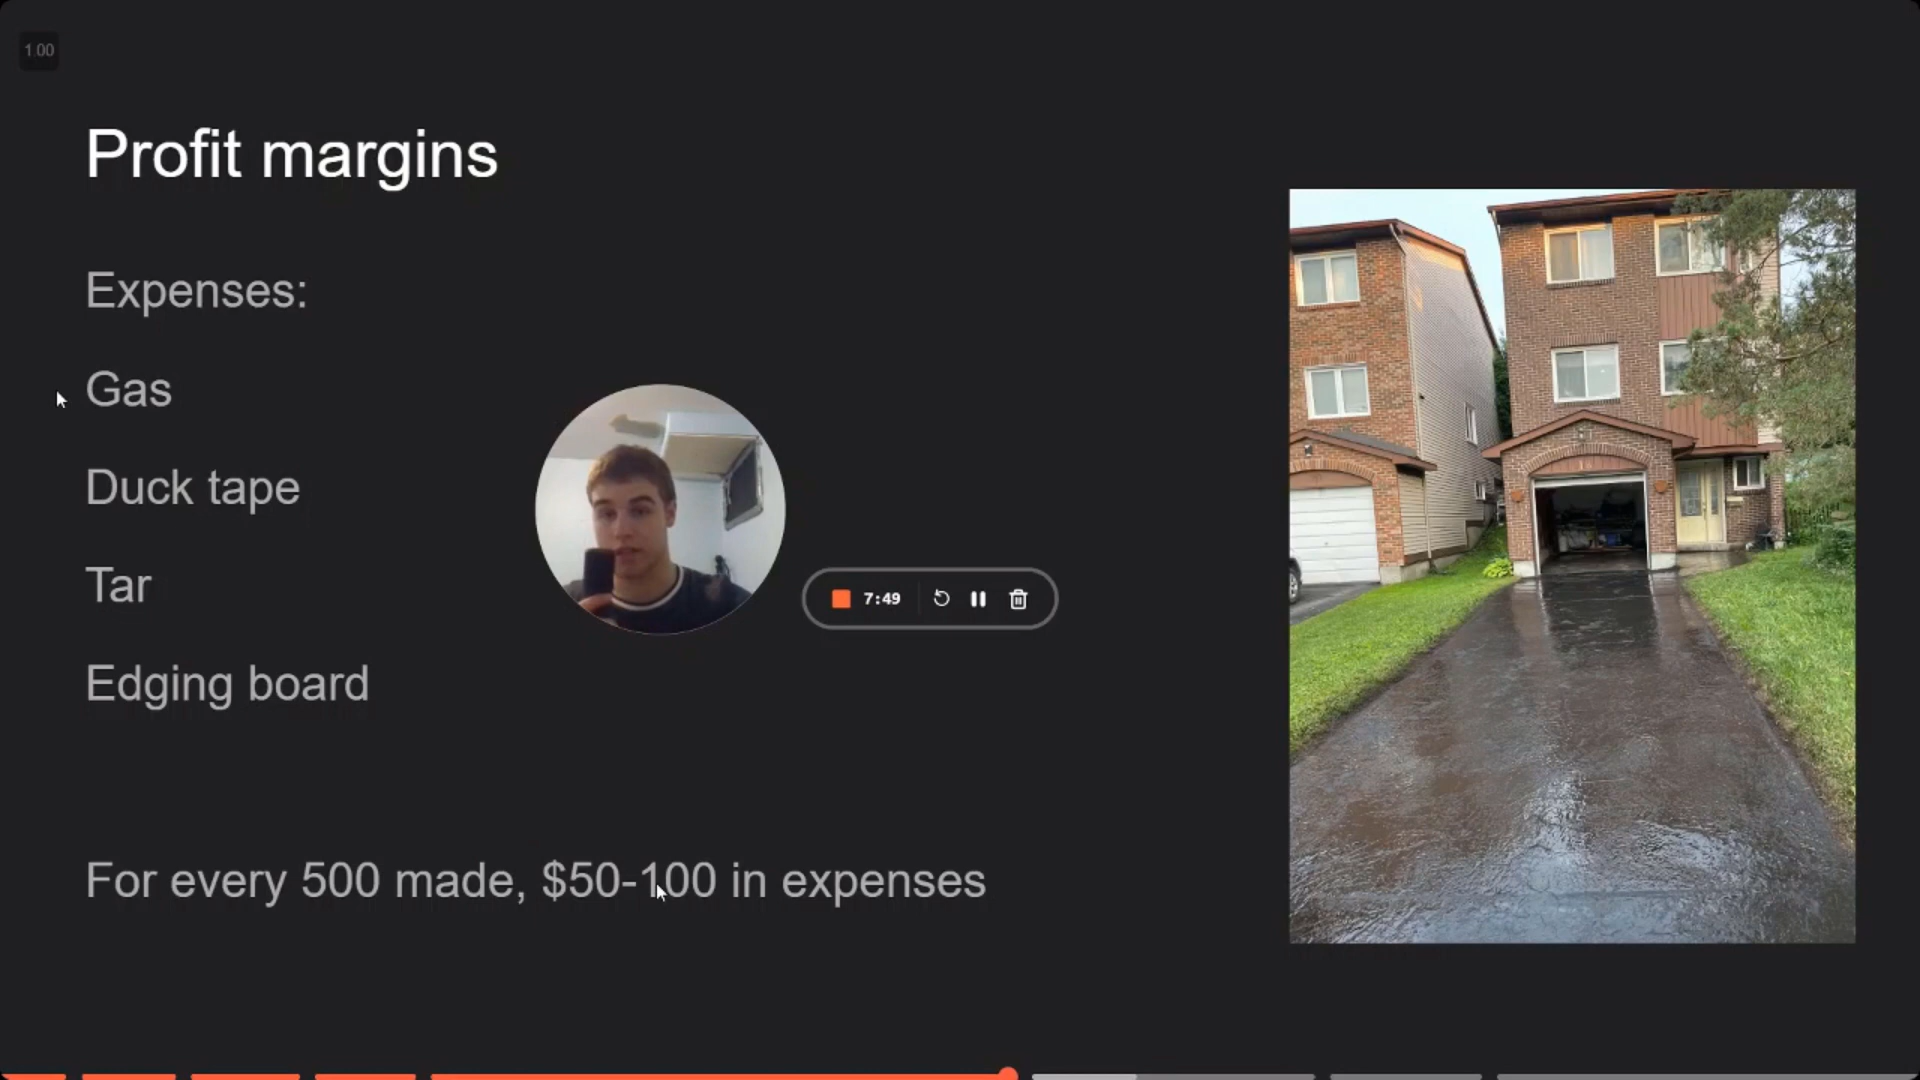 1.00
Profit margins
Expenses:
Gas
Duck tape
Tar
Edging board
7:49
For every 500 made, $50-100 in expenses